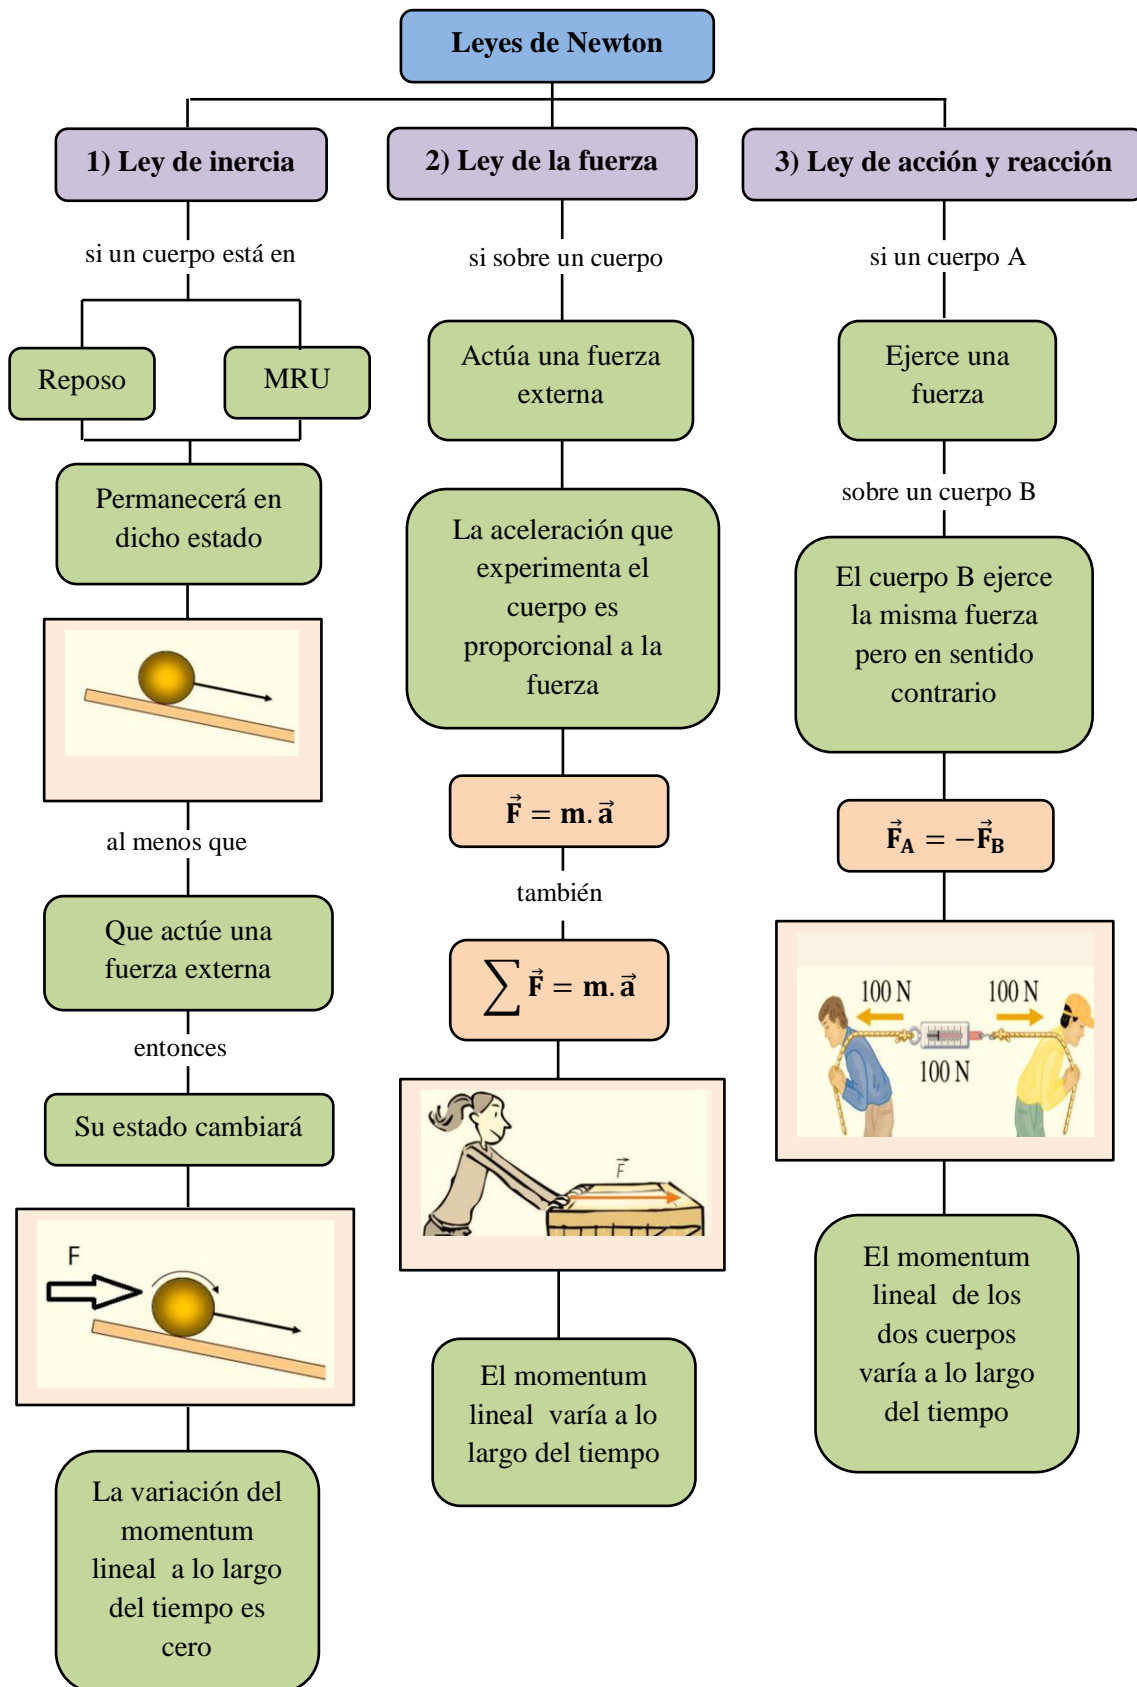 Leyes de Newton
1) Ley de inercia
si un cuerpo está en
Reposo
MRU
Permanecerá en
dicho estado
al menos que
Que actúe una
fuerza externa
entonces
Su estado cambiará
F
La variación del
momentum
lineal a lo largo
del tiempo es
cero
2) Ley de la fuerza
si sobre un cuerpo
Actúa una fuerza
externa
La aceleración que
experimenta el
cuerpo es
proporcional a la
fuerza
F⃗ = m. a⃗
también
∑ F⃗ = m. a⃗
F⃗
El momentum
lineal varía a lo
largo del tiempo
3) Ley de acción y reacción
si un cuerpo A
Ejerce una
fuerza
sobre un cuerpo B
El cuerpo B ejerce
la misma fuerza
pero en sentido
contrario
F⃗_A = −F⃗_B
100 N 100 N
100 N
El momentum
lineal de los
dos cuerpos
varía a lo largo
del tiempo